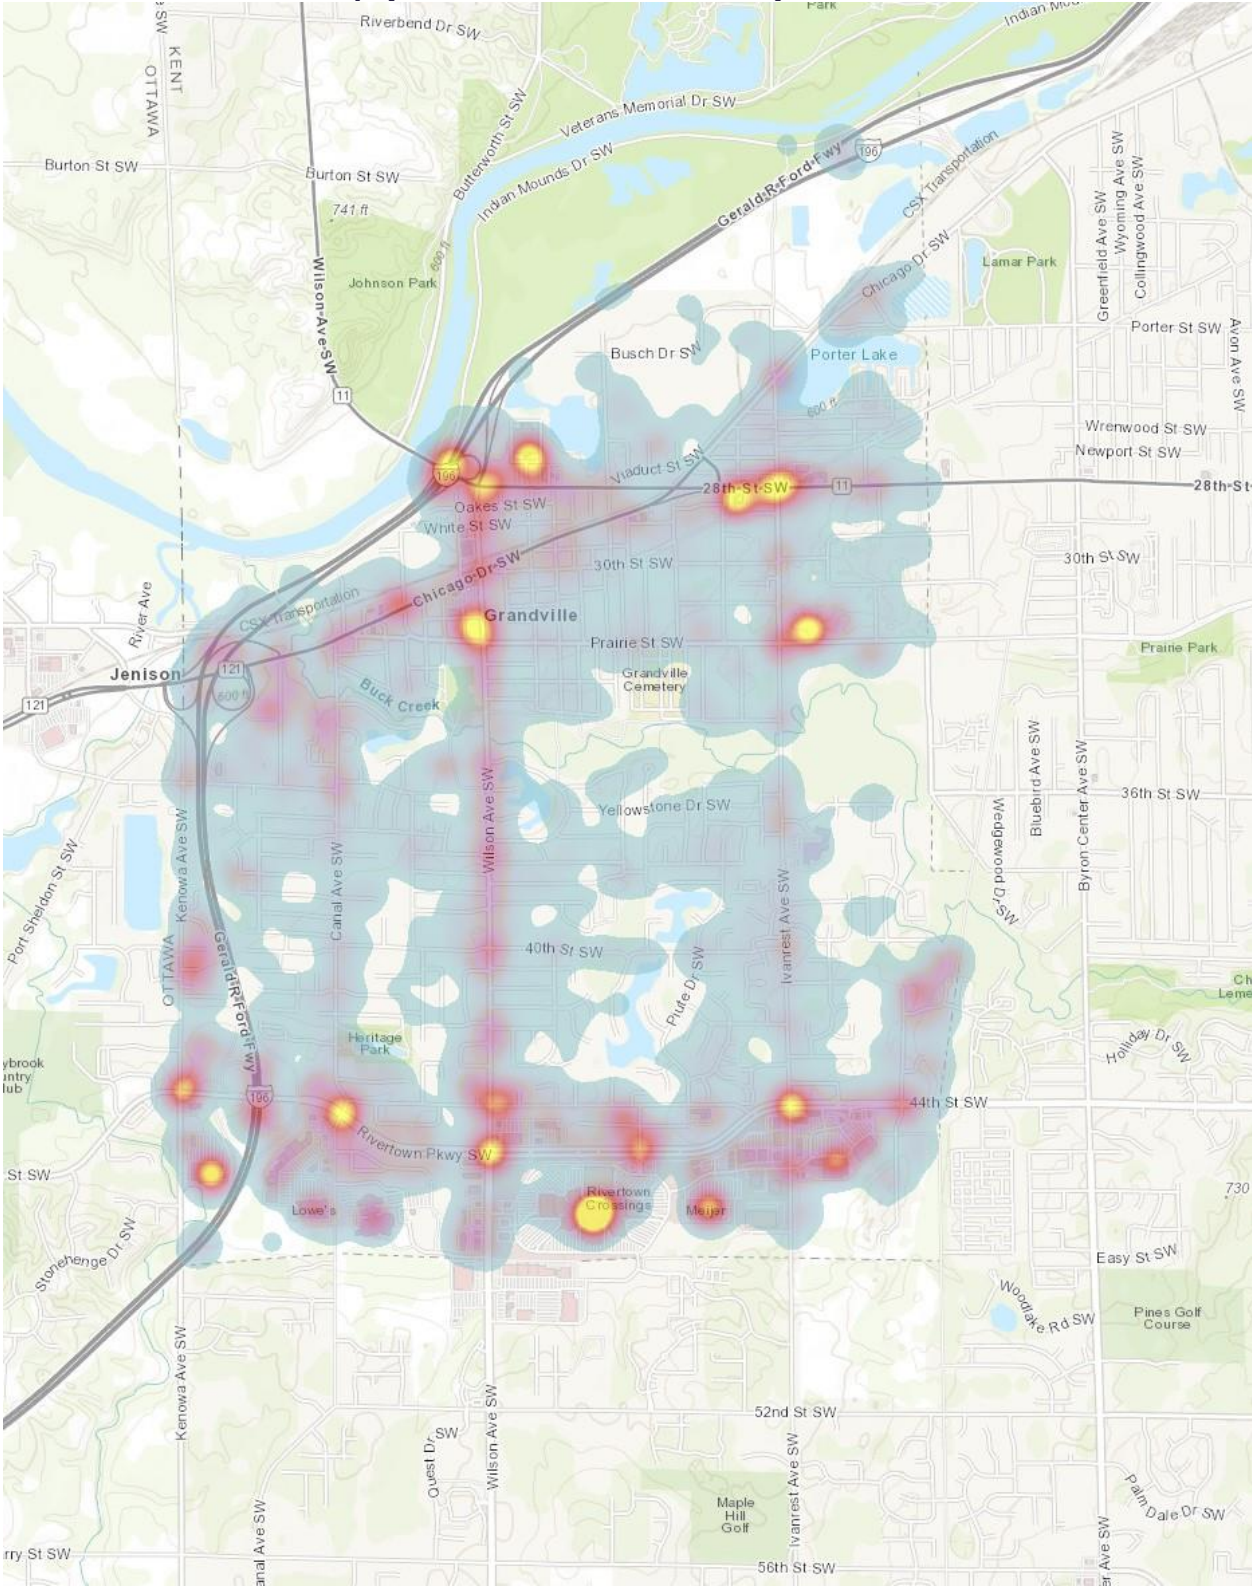 Park
Indian Mou
Riverbend Dr SW
KENT
OTTAWA
Butterworth St SW
Veterans Memorial Dr SW
Indian Mounds Dr SW
Gerald-R-Ford-Fwy
196
CSX Transportation
Burton St SW
Burton St SW
741 ft
600 ft
Johnson Park
Wilson-Ave-SW
11
Greenfield Ave SW
Wyoming Ave SW
Collingwood Ave SW
Avon Ave SW
Lamar Park
Chicago Dr SW
Porter St SW
Busch Dr SW
Porter Lake
600 ft
Wrenwood St SW
Newport St SW
Viaduct St SW
196
28th-St-SW
11
28th-St-
Oakes St SW
White St SW
30th St SW
30th St SW
Chicago-Dr-SW
CSX Transportation
River Ave
Grandville
Prairie St SW
Prairie Park
Jenison
121
121
600 ft
Buck Creek
Grandville
Cemetery
36th St SW
Yellowstone Dr SW
Wilson Ave SW
Bluebird Ave SW
Byron Center Ave SW
Wedgewood Dr SW
Kenowa Ave SW
Port Sheldon St SW
Canal Ave SW
Ivanrest Ave SW
OTTAWA
Gerald-R-Ford-Fwy
40th St SW
Piute Dr SW
Ch
Leme
Heritage
Park
Holliday Dr SW
ybrook
untry
lub
196
44th St SW
Rivertown Pkwy SW
St SW
Rivertown
Crossings
Lowe's
Meijer
730
Stonehenge Dr SW
Easy St SW
Woodlake Rd SW
Pines Golf
Course
Kenowa Ave SW
Quest Dr SW
Wilson Ave SW
52nd St SW
Ivanrest Ave SW
Maple
Hill
Golf
Palm Dale Dr SW
rry St SW
anal Ave SW
56th St SW
er Ave SW